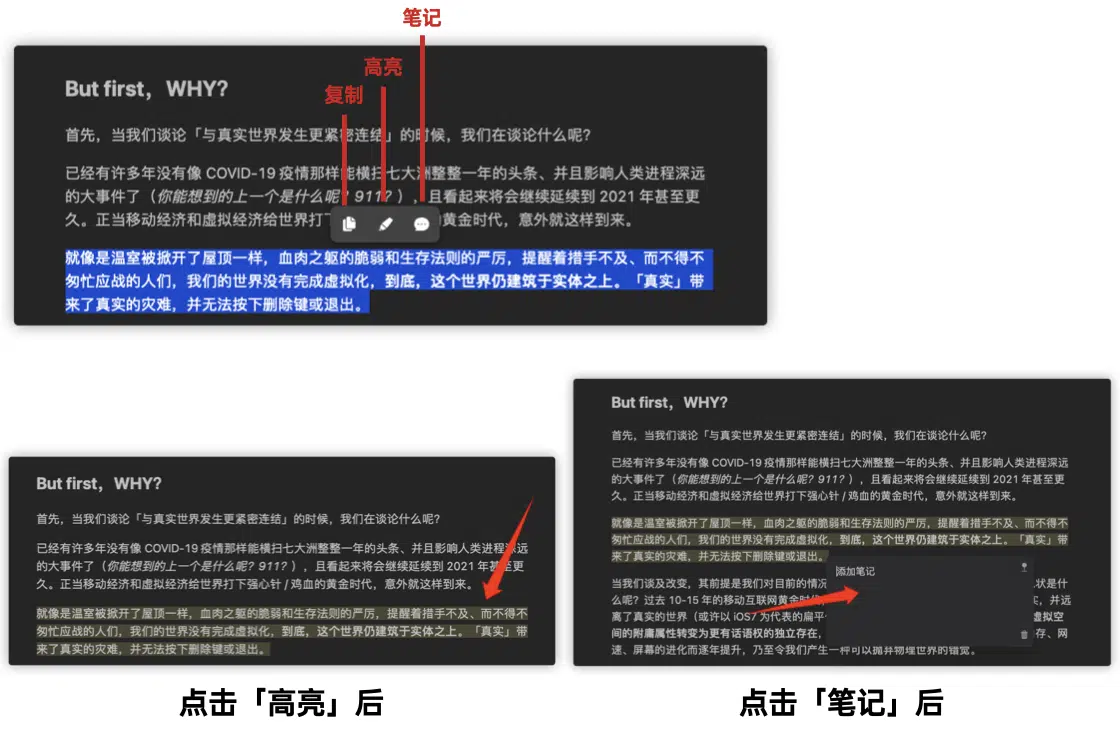 笔记
高亮
复制
But first，WHY?
首先，当我们谈论「与真实世界发生更紧密连结」的时候，我们在谈论什么呢?
已经有许多年没有像 COVID-19 疫情那样能横扫七大洲整整一年的头条、并且影响人类进程深远
的大事件了（你能想到的上一个是什么呢？911？），且看起来将会继续延续到 2021 年甚至更
久。正当移动经济和虚拟经济给世界打下 的黄金时代，意外就这样到来。
就像是温室被掀开了屋顶一样，血肉之躯的脆弱和生存法则的严厉，提醒着措手不及、而不得不
匆忙应战的人们，我们的世界没有完成虚拟化，到底，这个世界仍建筑于实体之上。「真实」带
来了真实的灾难，并无法按下删除键或退出。
But first，WHY?
首先，当我们谈论「与真实世界发生更紧密连结」的时候，我们在谈论什么呢?
已经有许多年没有像 COVID-19 疫情那样能横扫七大洲整整一年的头条、并且影响人类进程深远
的大事件了（你能想到的上一个是什么呢？911？），且看起来将会继续延续到 2021 年甚至更
久。正当移动经济和虚拟经济给世界打下强心针 / 鸡血的黄金时代，意外就这样到来。
就像是温室被掀开了屋顶一样，血肉之躯的脆弱和生存法则的严厉，提醒着措手不及、而不得不
匆忙应战的人们，我们的世界没有完成虚拟化，到底，这个世界仍建筑于实体之上。「真实」带
来了真实的灾难，并无法按下删除键或退出。
点击「高亮」后
But first，WHY?
首先，当我们谈论「与真实世界发生更紧密连结」的时候，我们在谈论什么呢?
已经有许多年没有像 COVID-19 疫情那样能横扫七大洲整整一年的头条、并且影响人类进程深远
的大事件了（你能想到的上一个是什么呢？911？），且看起来将会继续延续到 2021 年甚至更
久。正当移动经济和虚拟经济给世界打下强心针 / 鸡血的黄金时代，意外就这样到来。
就像是温室被掀开了屋顶一样，血肉之躯的脆弱和生存法则的严厉，提醒着措手不及、而不得不
匆忙应战的人们，我们的世界没有完成虚拟化，到底，这个世界仍建筑于实体之上。「真实」带
来了真实的灾难，并无法按下删除键或退出。
添加笔记
当我们谈及改变，其前提是我们对目前的情况 状是什
么呢？过去 10-15 年的移动互联网黄金时代 ，并远
离了真实的世界（或许以 iOS7 为代表的扁平 虚拟空
间的附庸属性转变为更有话语权的独立存在， 存、网
速、屏幕的进化而逐年提升，乃至令我们产生一种可以抛弃物理世界的错觉。
点击「笔记」后